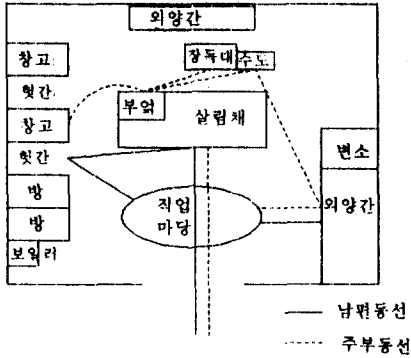 외양간
창고
헛간
창고
헛간
방
방
보일러
장독대
주도
부엌
살림채
직업
마당
변소
외양간
남편동선
주부동선